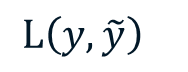 L(y, ỹ)